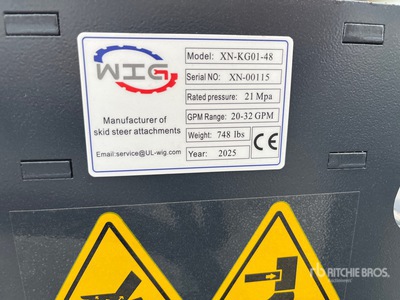 WIG
Manufacturer of
skid steer attachments
Email:service@UL-wig.com
Model: XN-KG01-48
Serial NO: XN-00115
Rated pressure: 21 Mpa
GPM Range: 20-32 GPM
Weight: 748 lbs
Year: 2025
CE
RITCHIE BROS.